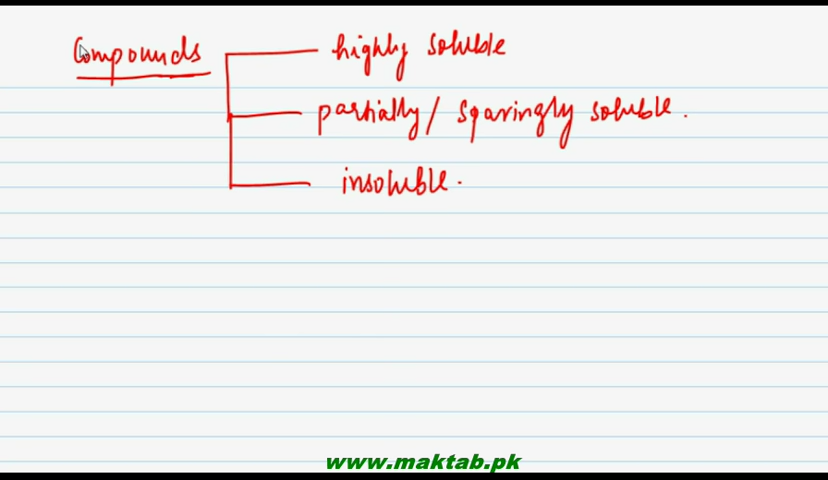 Compounds
highly soluble
partially / sparingly soluble.
insoluble.
www.maktab.pk